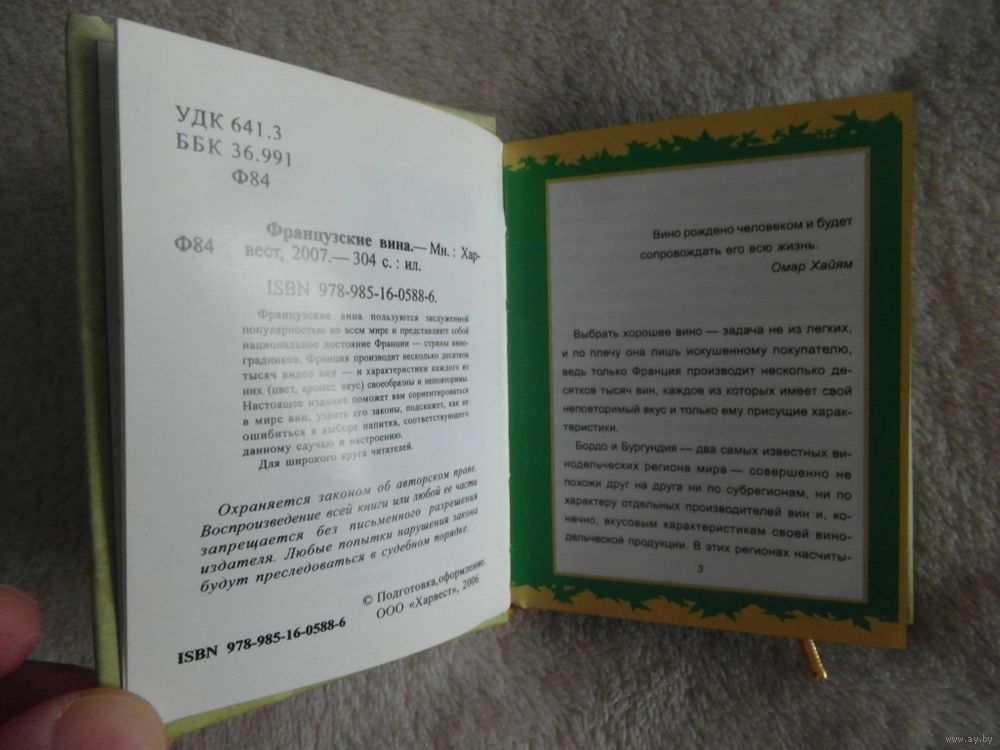 УДК 641.3
ББК 36.991
Ф84
Французские вина.— Мн. : Хар-
Ф84 вест, 2007.— 304 с. : ил.
ISBN 978-985-16-0588-6.
Французские вина пользуются заслуженной
популярностью во всем мире и представляют собой
национальное достояние Франции — страны вино-
градников. Франция производит несколько десятков
тысяч видов вин — и характеристики каждого из
них (цвет, аромат, вкус) своеобразны и неповторимы.
Настоящее издание поможет вам сориентироваться
в мире вин, узнать его законы, подскажет, как не
ошибиться в выборе напитка, соответствующего
данному случаю и настроению.
Для широкого круга читателей.
Охраняется законом об авторском праве.
Воспроизведение всей книги или любой ее части
запрещается без письменного разрешения
издателя. Любые попытки нарушения закона
будут преследоваться в судебном порядке.
© Подготовка, оформление.
ООО «Харвест», 2006
ISBN 978-985-16-0588-6
Вино рождено человеком и будет
сопровождать его всю жизнь.
Омар Хайям
Выбрать хорошее вино — задача не из легких,
и по плечу она лишь искушенному покупателю,
ведь только Франция производит несколько де-
сятков тысяч вин, каждое из которых имеет свой
неповторимый вкус и только ему присущие харак-
теристики.
Бордо и Бургундия — два самых известных ви-
нодельческих региона мира — совершенно не
похожи друг на друга ни по субрегионам, ни по
характеру отдельных производителей вин и, ко-
нечно, вкусовым характеристикам своей вино-
дельческой продукции. В этих регионах насчиты-
3
www.ay.by